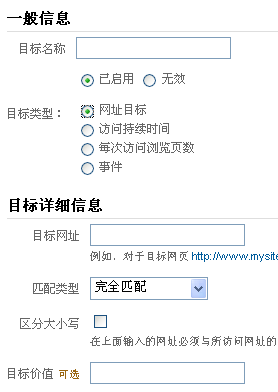 一般信息
目标名称
已启用 无效
目标类型：
网址目标
访问持续时间
每次访问浏览页数
事件
目标详细信息
目标网址
例如，对于目标网页 http://www.mysite
匹配类型 完全匹配
区分大小写
在上面输入的网址必须与所访问网址的
目标价值 可选